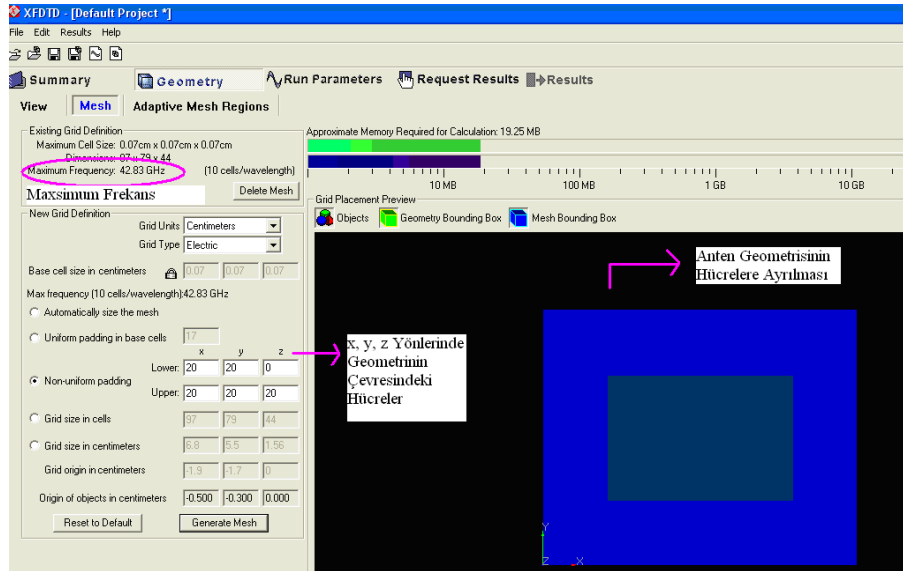 XFDTD - [Default Project *]
File Edit Results Help
Summary Geometry Run Parameters Request Results Results
View Mesh Adaptive Mesh Regions
Existing Grid Definition
Maximum Cell Size: 0.07cm x 0.07cm x 0.07cm
Dimensions: 97 x 79 x 44
Maximum Frequency: 42.83 GHz (10 cells/wavelength)
Maxsimum Frekans
Delete Mesh
New Grid Definition
Grid Units Centimeters
Grid Type Electric
Base cell size in centimeters 0.07 0.07 0.07
Max frequency (10 cells/wavelength):42.83 GHz
Automatically size the mesh
Uniform padding in base cells 17
x y z
Lower: 20 20 0
Non-uniform padding
Upper: 20 20 20
Grid size in cells 97 79 44
Grid size in centimeters 6.8 5.5 1.56
Grid origin in centimeters -1.9 -1.7 0
Origin of objects in centimeters -0.500 -0.300 0.000
Reset to Default Generate Mesh
Approximate Memory Required for Calculation: 19.25 MB
10 MB 100 MB 1 GB 10 GB
Grid Placement Preview
Objects Geometry Bounding Box Mesh Bounding Box
Anten Geometrisinin
Hücrelere Ayrılması
x, y, z Yönlerinde
Geometrinin
Çevresindeki
Hücreler
Y
Z X